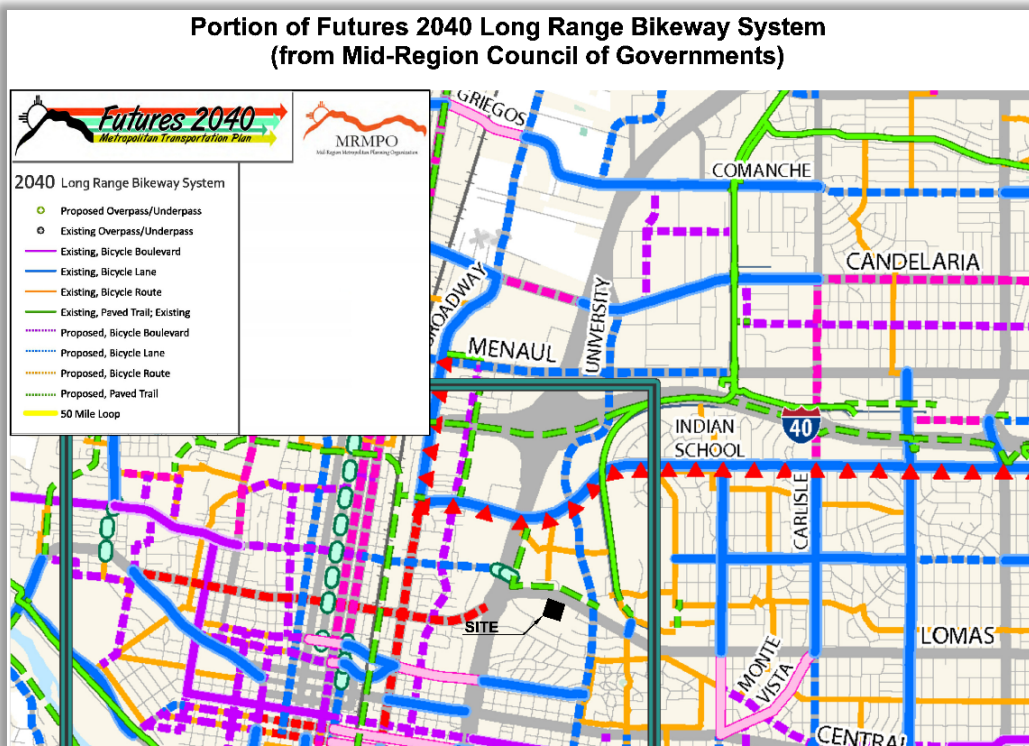 Portion of Futures 2040 Long Range Bikeway System
(from Mid-Region Council of Governments)
Futures 2040
Metropolitan Transportation Plan
MRMPO
Mid-Region Metropolitan Planning Organization
2040 Long Range Bikeway System
Proposed Overpass/Underpass
Existing Overpass/Underpass
Existing, Bicycle Boulevard
Existing, Bicycle Lane
Existing, Bicycle Route
Existing, Paved Trail; Existing
Proposed, Bicycle Boulevard
Proposed, Bicycle Lane
Proposed, Bicycle Route
Proposed, Paved Trail
50 Mile Loop
GRIEGOS
COMANCHE
CANDELARIA
BROADWAY
UNIVERSITY
MENAUL
INDIAN
SCHOOL
40
CARLISLE
SITE
LOMAS
MONTE
VISTA
CENTRAL